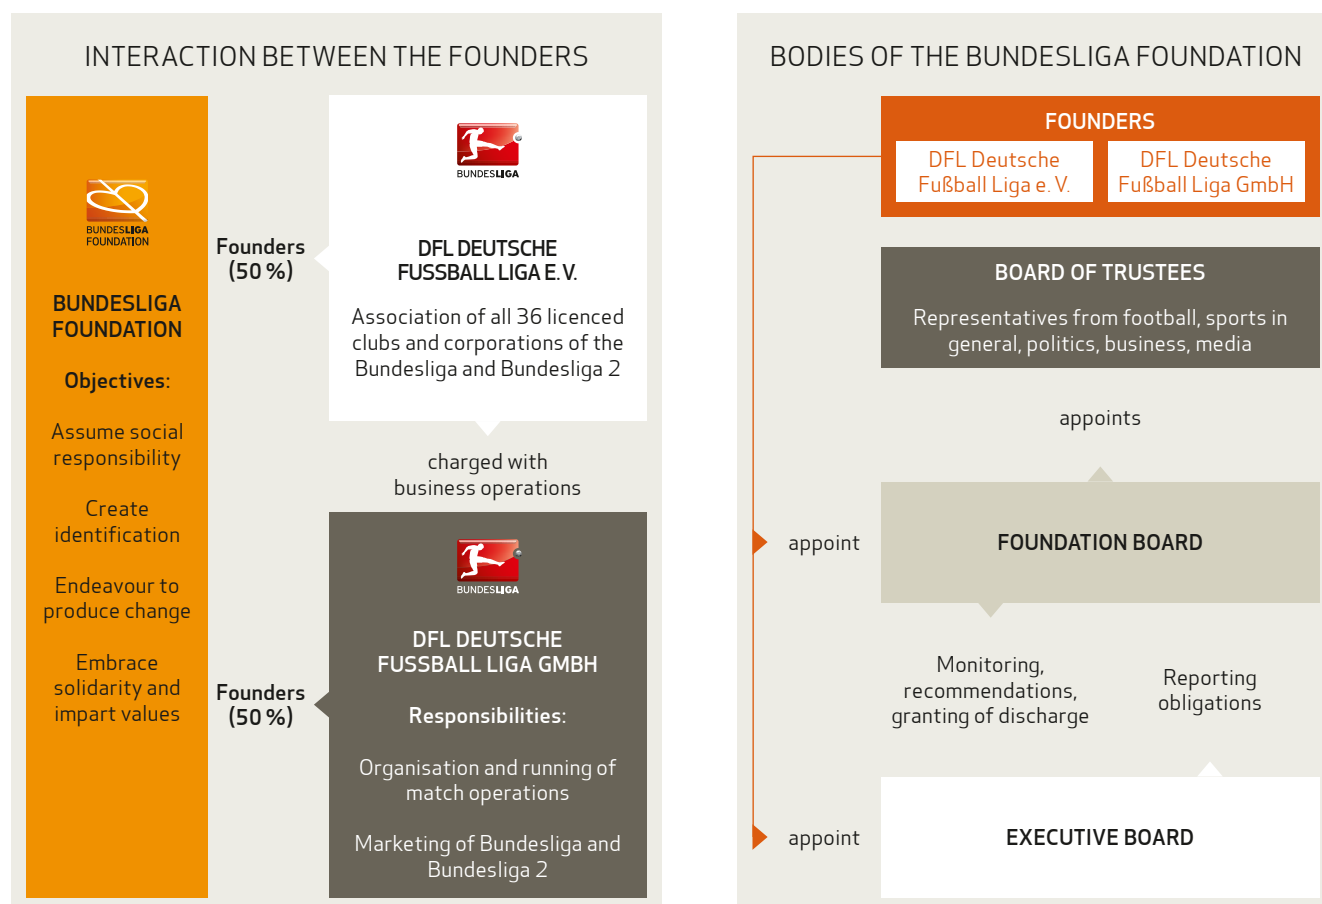 INTERACTION BETWEEN THE FOUNDERS
BUNDESLIGA
FOUNDATION
BUNDESLIGA
FOUNDATION
Objectives:
Assume social
responsibility
Create
identification
Endeavour to
produce change
Embrace
solidarity and
impart values
Founders
(50 %)
BUNDESLIGA
DFL DEUTSCHE
FUSSBALL LIGA E. V.
Association of all 36 licenced
clubs and corporations of the
Bundesliga and Bundesliga 2
charged with
business operations
Founders
(50 %)
BUNDESLIGA
DFL DEUTSCHE
FUSSBALL LIGA GMBH
Responsibilities:
Organisation and running of
match operations
Marketing of Bundesliga and
Bundesliga 2
BODIES OF THE BUNDESLIGA FOUNDATION
FOUNDERS
DFL Deutsche
Fußball Liga e. V.
DFL Deutsche
Fußball Liga GmbH
BOARD OF TRUSTEES
Representatives from football, sports in
general, politics, business, media
appoints
appoint
FOUNDATION BOARD
Monitoring,
recommendations,
granting of discharge
Reporting
obligations
appoint
EXECUTIVE BOARD